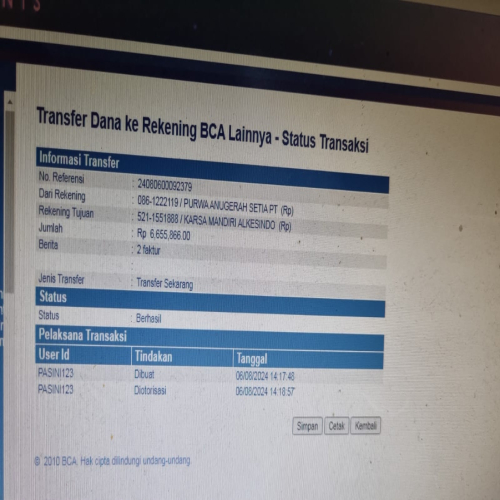 Transfer Dana ke Rekening BCA Lainnya - Status Transaksi
Informasi Transfer
No. Referensi : 24080600092379
Dari Rekening : 086-1222119 / PURWA ANUGERAH SETIA PT (Rp)
Rekening Tujuan : 521-1551888 / KARSA MANDIRI ALKESINDO (Rp)
Jumlah : Rp 6,655,866.00
Berita : 2 faktur
:
Jenis Transfer : Transfer Sekarang
Status
Status : Berhasil
Pelaksana Transaksi
User Id Tindakan Tanggal
PASINI123 Dibuat 06/08/2024 14:17:48
PASINI123 Diotorisasi 06/08/2024 14:18:57
Simpan Cetak Kembali
© 2010 BCA. Hak cipta dilindungi undang-undang.